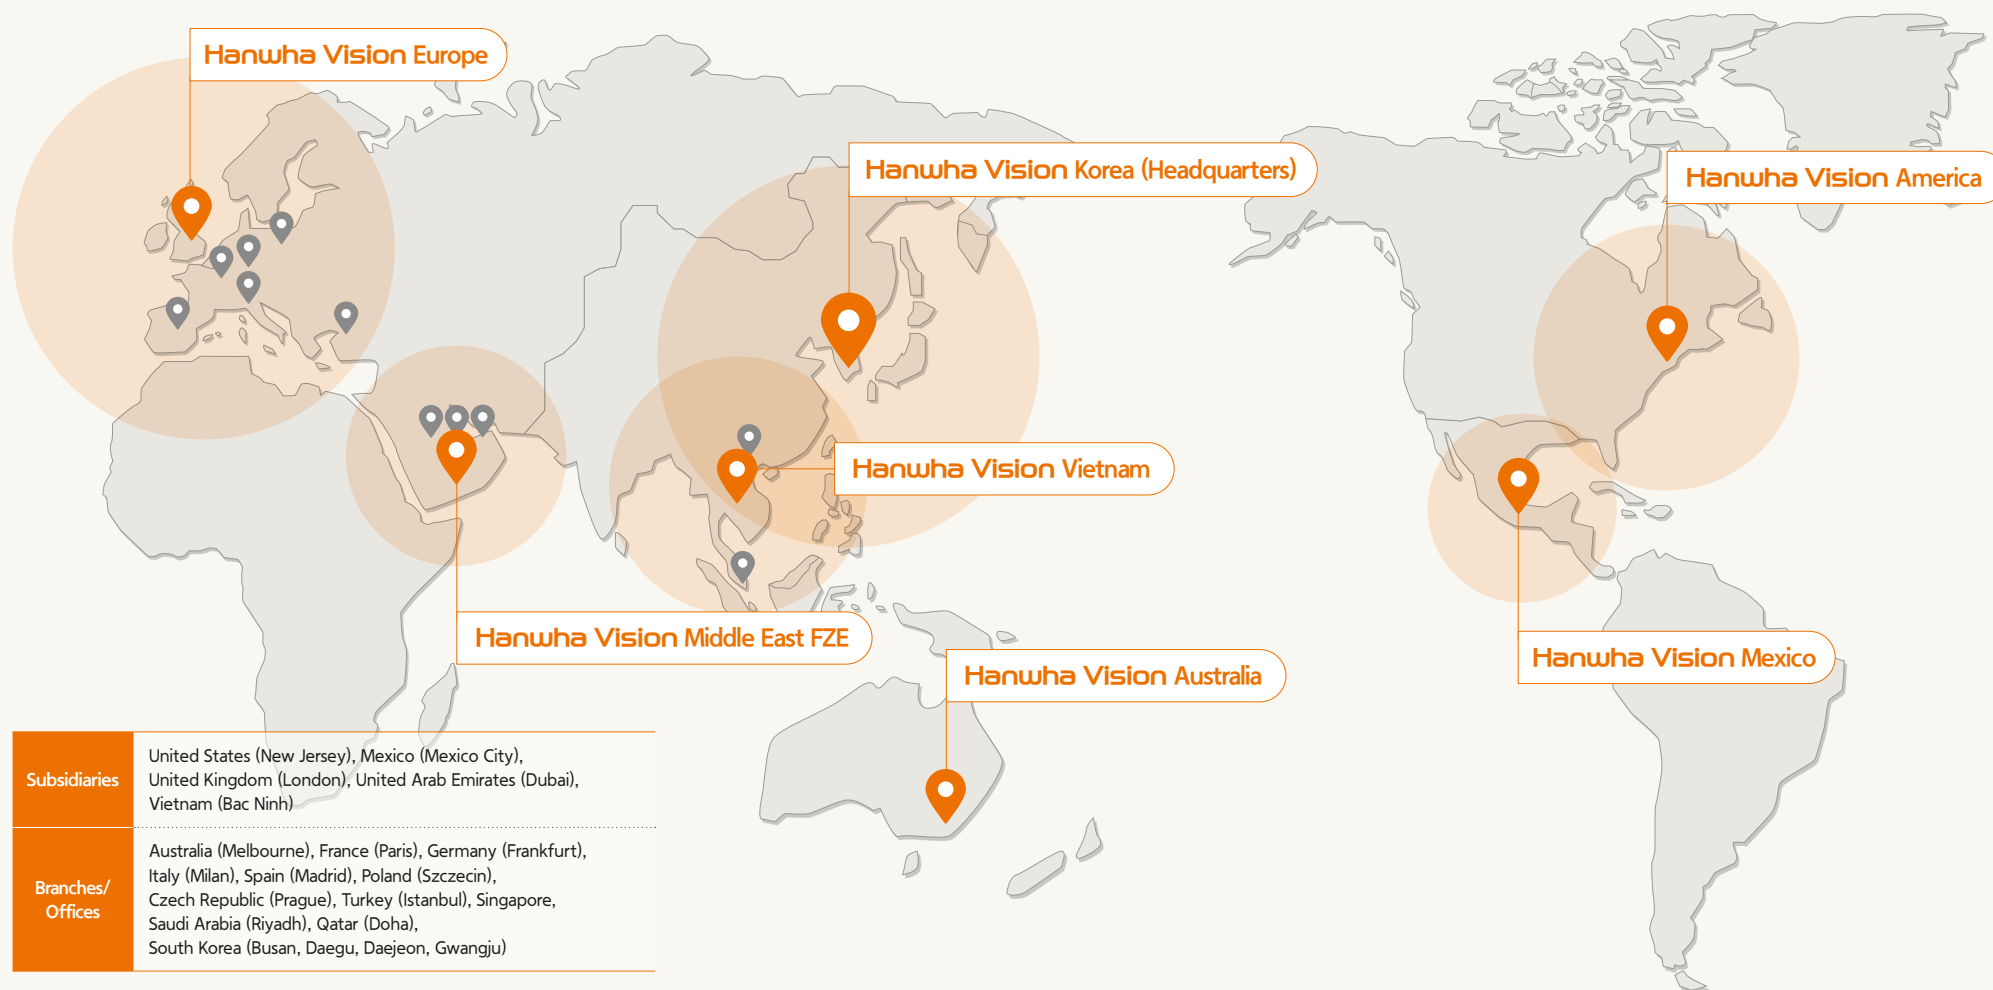 Hanwha Vision Europe
Hanwha Vision Korea (Headquarters)
Hanwha Vision America
Hanwha Vision Vietnam
Hanwha Vision Middle East FZE
Hanwha Vision Australia
Hanwha Vision Mexico
Subsidiaries
United States (New Jersey), Mexico (Mexico City),
United Kingdom (London), United Arab Emirates (Dubai),
Vietnam (Bac Ninh)
Branches/
Offices
Australia (Melbourne), France (Paris), Germany (Frankfurt),
Italy (Milan), Spain (Madrid), Poland (Szczecin),
Czech Republic (Prague), Turkey (Istanbul), Singapore,
Saudi Arabia (Riyadh), Qatar (Doha),
South Korea (Busan, Daegu, Daejeon, Gwangju)